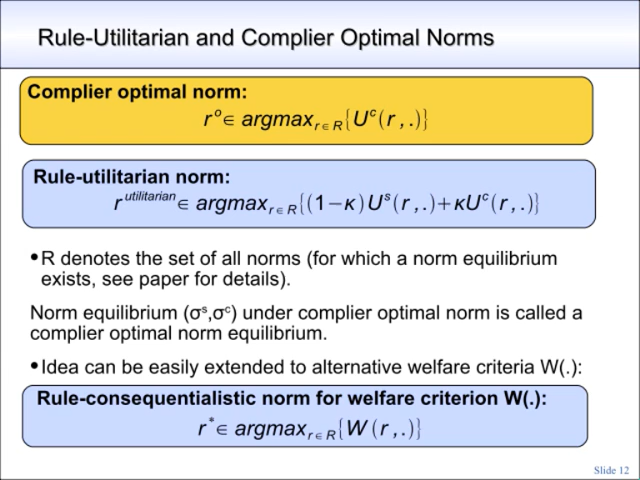 Rule-Utilitarian and Complier Optimal Norms
Complier optimal norm:
r^o ∈ argmax_{r∈R}{U^c(r,.)}
Rule-utilitarian norm:
r^{utilitarian} ∈ argmax_{r∈R}{(1−κ)U^s(r,.)+κU^c(r,.)}
•R denotes the set of all norms (for which a norm equilibrium
exists, see paper for details).
Norm equilibrium (σ^s,σ^c) under complier optimal norm is called a
complier optimal norm equilibrium.
•Idea can be easily extended to alternative welfare criteria W(.):
Rule-consequentialistic norm for welfare criterion W(.):
r^* ∈ argmax_{r∈R}{W(r,.)}
Slide 12